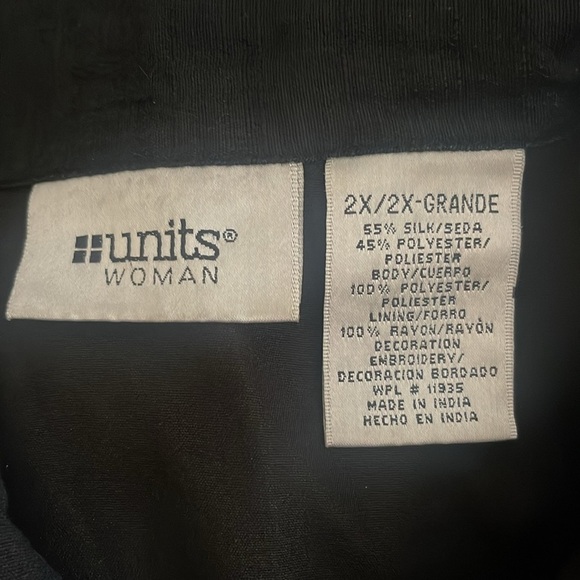 units®
WOMAN
2X/2X-GRANDE
55% SILK/SEDA
45% POLYESTER/
POLIESTER
BODY/CUERPO
100% POLYESTER/
POLIESTER
LINING/FORRO
100% RAYON/RAYÓN
DECORATION
EMBROIDERY/
DECORACION BORDADO
WPL # 11935
MADE IN INDIA
HECHO EN INDIA